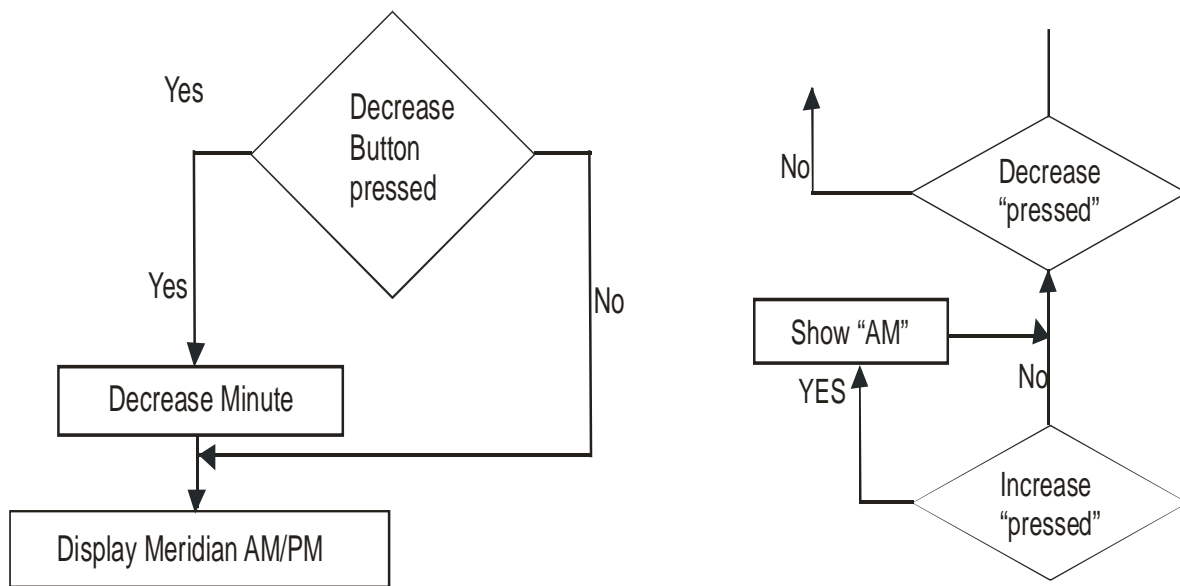 Yes
Decrease
Button
pressed
Yes
No
Decrease Minute
Display Meridian AM/PM
No
Decrease
“pressed”
Show “AM”
YES
No
Increase
“pressed”